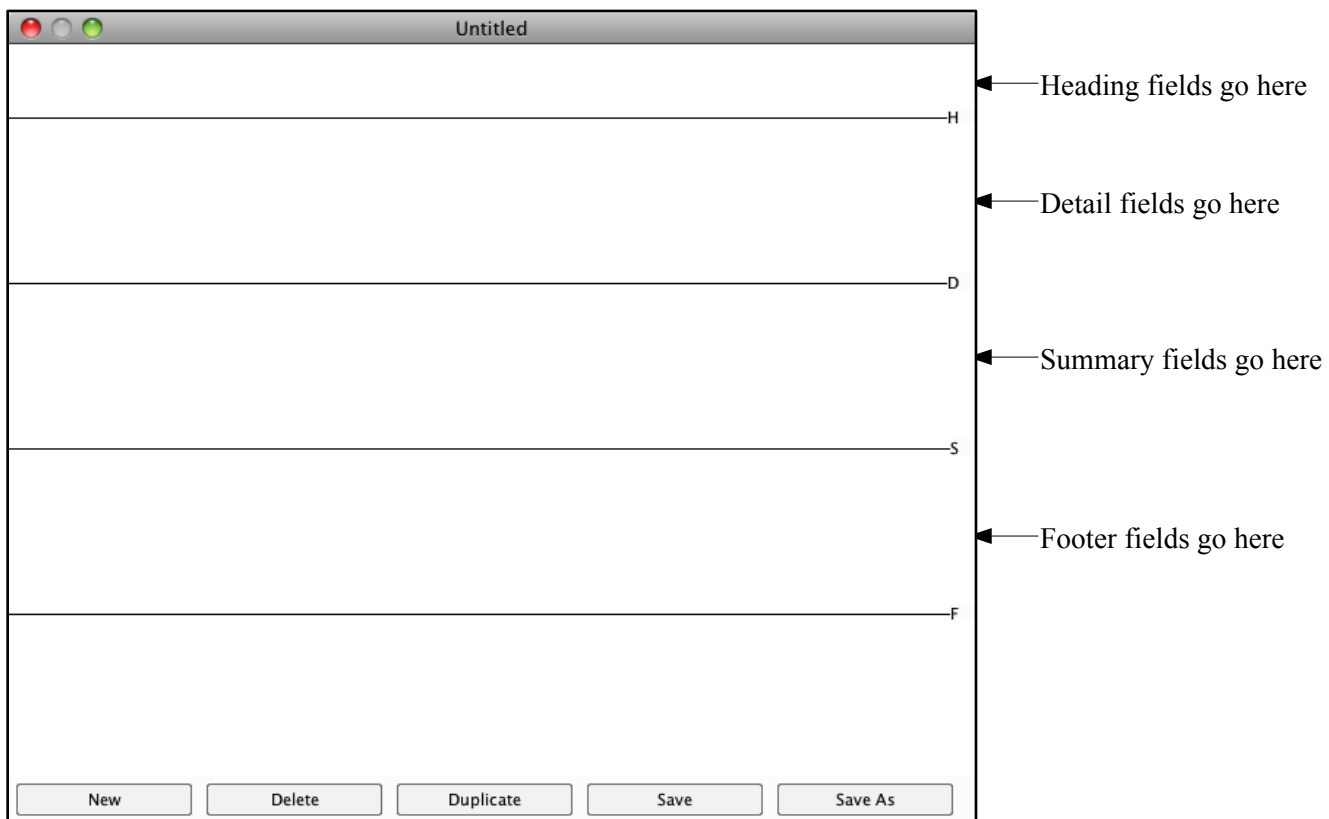 Untitled
Heading fields go here
H
Detail fields go here
D
Summary fields go here
S
Footer fields go here
F
New Delete Duplicate Save Save As